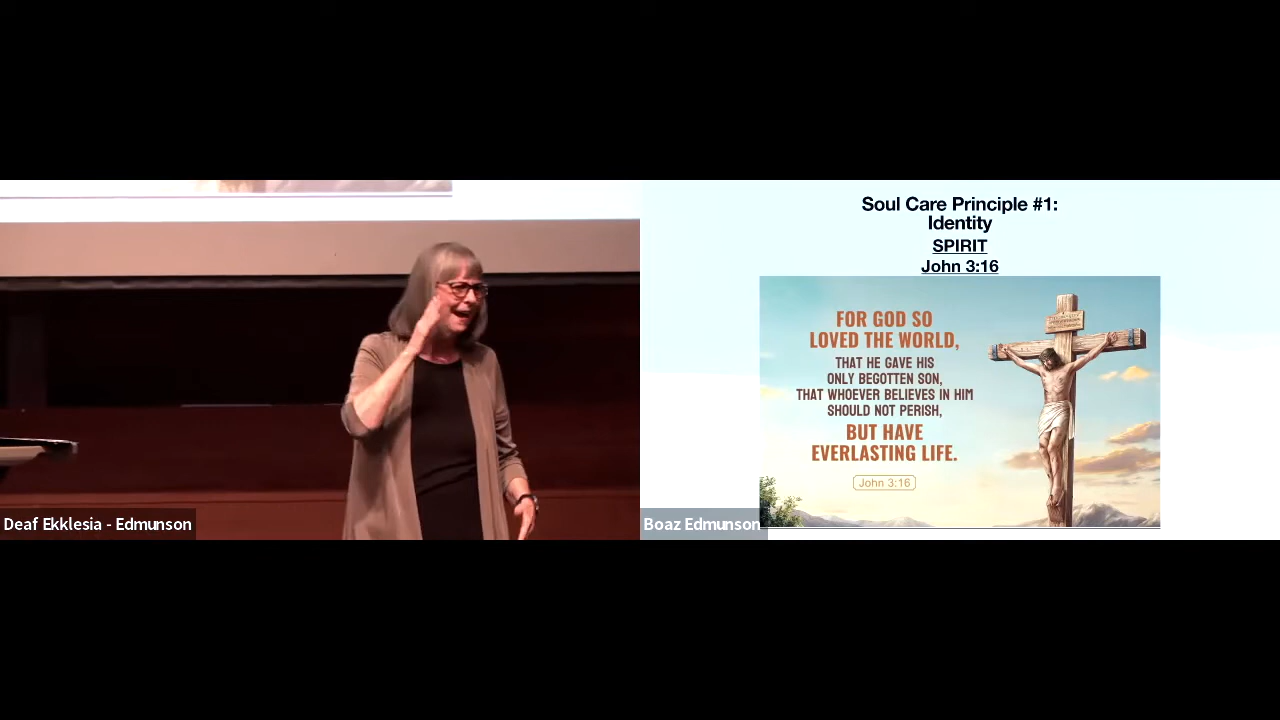 Deaf Ekklesia - Edmunson
Soul Care Principle #1:
Identity
SPIRIT
John 3:16
FOR GOD SO
LOVED THE WORLD,
THAT HE GAVE HIS
ONLY BEGOTTEN SON,
THAT WHOEVER BELIEVES IN HIM
SHOULD NOT PERISH,
BUT HAVE
EVERLASTING LIFE.
John 3:16
Boaz Edmunson